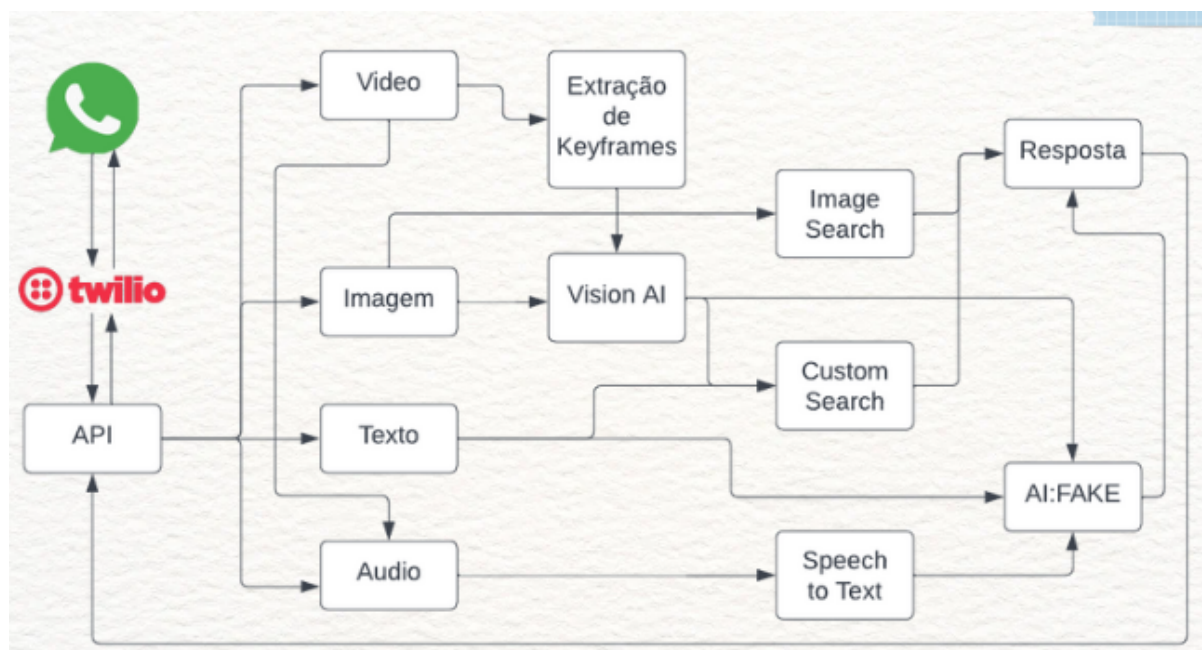 Video
Extração
de
Keyframes
Resposta
Image
Search
twilio
Imagem
Vision AI
Custom
Search
API
Texto
AI:FAKE
Audio
Speech
to Text